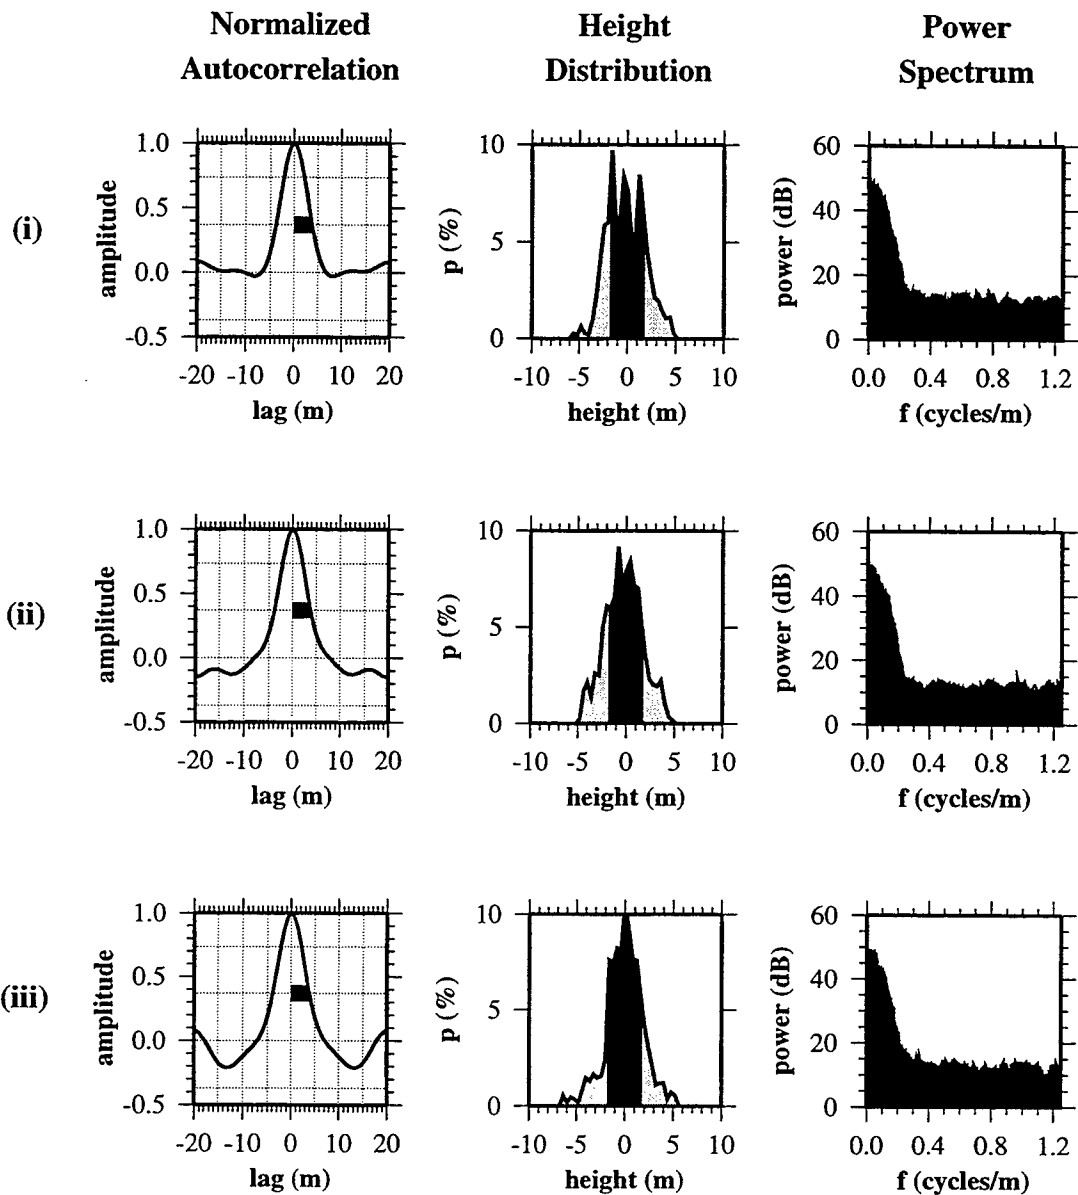 Normalized Height Power
Autocorrelation Distribution Spectrum
(i)
1.0
0.5
0.0
-0.5
amplitude
-20 -10 0 10 20
lag (m)
10
5
0
p (%)
-10 -5 0 5 10
height (m)
60
40
20
0
power (dB)
0.0 0.4 0.8 1.2
f (cycles/m)
(ii)
1.0
0.5
0.0
-0.5
amplitude
-20 -10 0 10 20
lag (m)
10
5
0
p (%)
-10 -5 0 5 10
height (m)
60
40
20
0
power (dB)
0.0 0.4 0.8 1.2
f (cycles/m)
(iii)
1.0
0.5
0.0
-0.5
amplitude
-20 -10 0 10 20
lag (m)
10
5
0
p (%)
-10 -5 0 5 10
height (m)
60
40
20
0
power (dB)
0.0 0.4 0.8 1.2
f (cycles/m)